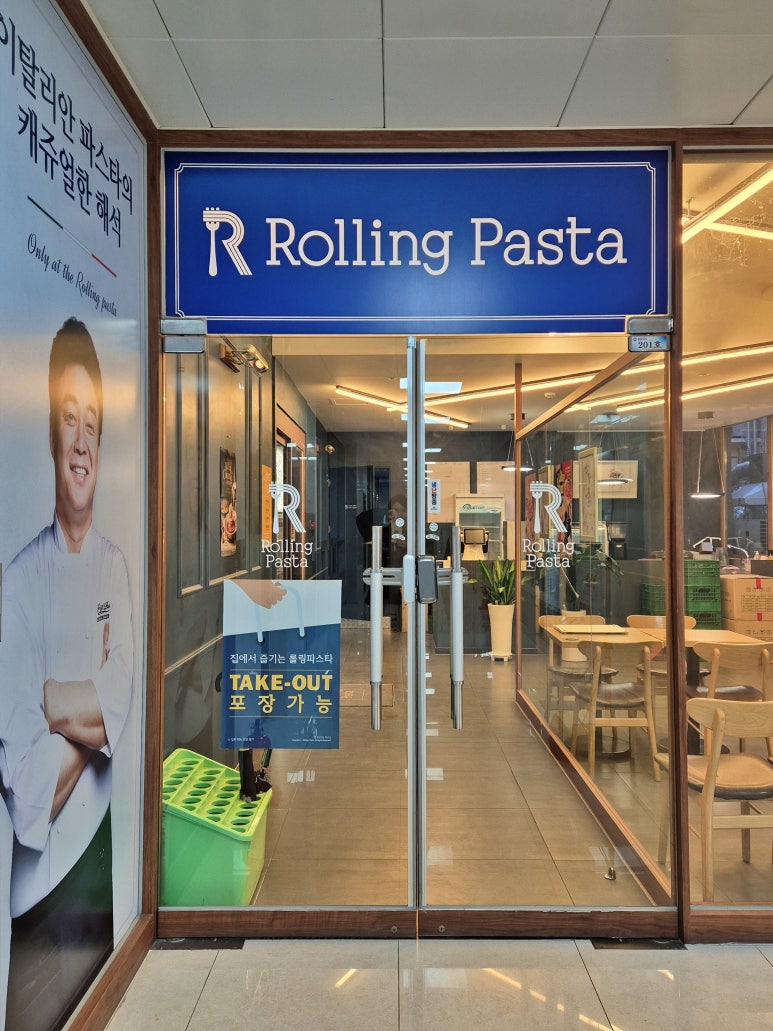 이탈리안 파스타의
캐쥬얼한 해석
Only at the Rolling pasta
R Rolling Pasta
201호
R
Rolling
Pasta
R
Rolling
Pasta
집에서 즐기는 롤링파스타
TAKE-OUT
포장가능